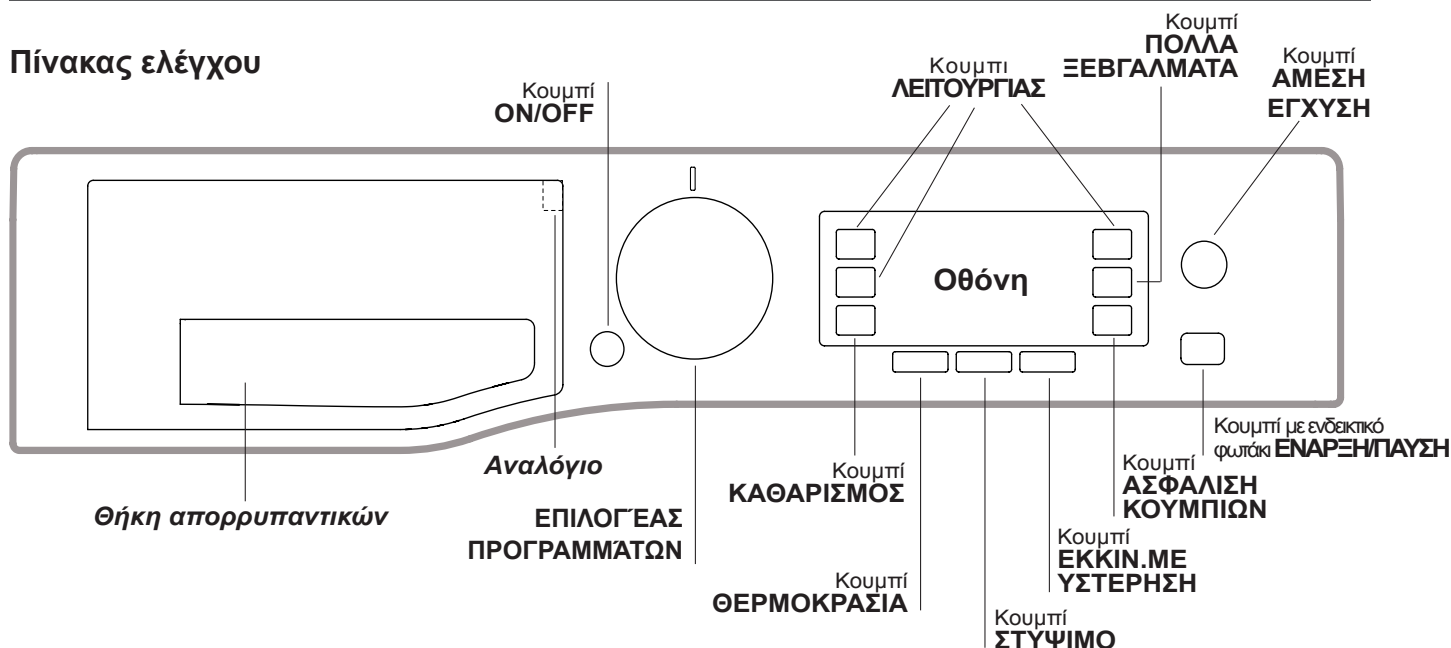 Πίνακας ελέγχου
Κουμπί
ON/OFF
Κουμπι
ΛΕΙΤΟΥΡΓΙΑΣ
Κουμπί
ΠΟΛΛΑ
ΞΕΒΓΑΛΜΑΤΑ
Κουμπί
ΑΜΕΣΗ
ΕΓΧΥΣΗ
Οθόνη
Αναλόγιο
Θήκη απορρυπαντικών
ΕΠΙΛΟΓΈΑΣ
ΠΡΟΓΡΑΜΜΆΤΩΝ
Κουμπί
ΚΑΘΑΡΙΣΜΟΣ
Κουμπί
ΘΕΡΜΟΚΡΑΣΙΑ
Κουμπί
ΣΤΥΨΙΜΟ
Κουμπί
ΕΚΚΙΝ.ΜΕ
ΥΣΤΕΡΗΣΗ
Κουμπί
ΑΣΦΑΛΙΣΗ
ΚΟΥΜΠΙΩΝ
Κουμπί με ενδεικτικό
φωτάκι ΕΝΑΡΞΗ/ΠΑΥΣΗ